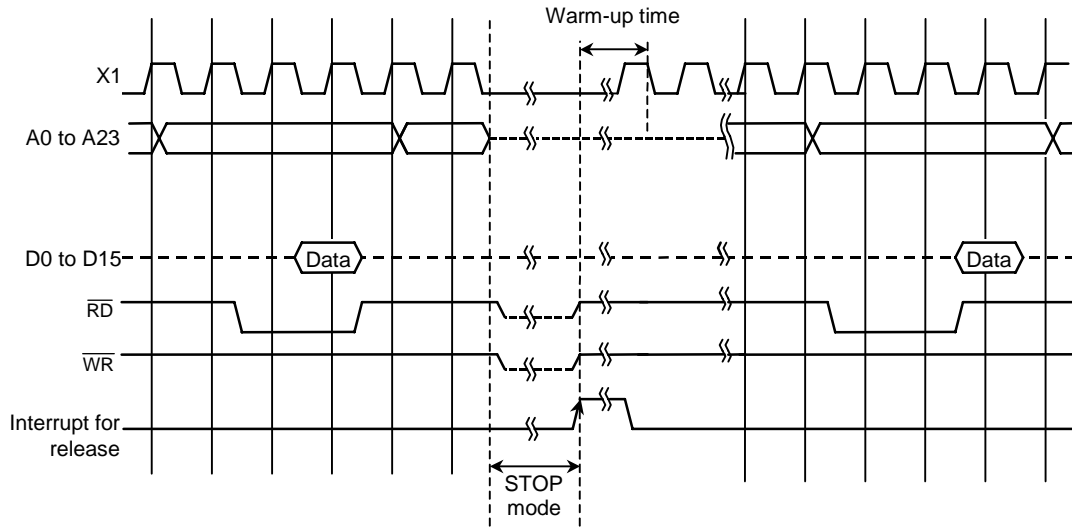 Warm-up time
X1
A0 to A23
D0 to D15
Data
Data
RD
WR
Interrupt for
release
STOP
mode